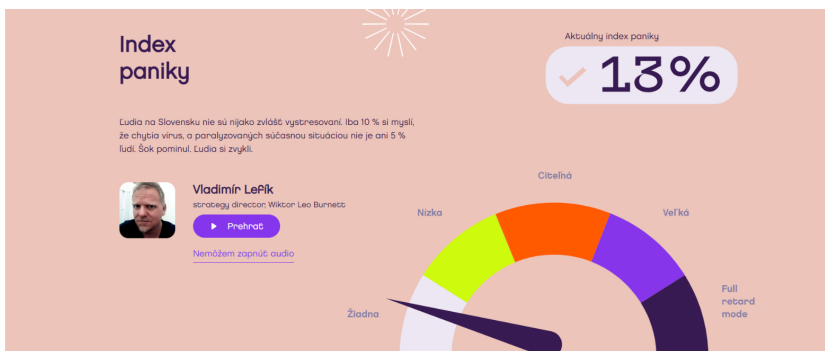 Index
paniky
Aktuálny index paniky
13%
Ľudia na Slovensku nie sú nijako zvlášť vystresovaní. Iba 10 % si myslí,
že chytia vírus, a paralyzovaných súčasnou situáciou nie je ani 5 %
ľudí. Šok pominul. Ľudia si zvykli.
Vladimír Lefík
strategy director, Wiktor Leo Burnett
Prehrať
Nemôžem zapnúť audio
Žiadna
Nízka
Citeľná
Veľká
Full
retard
mode